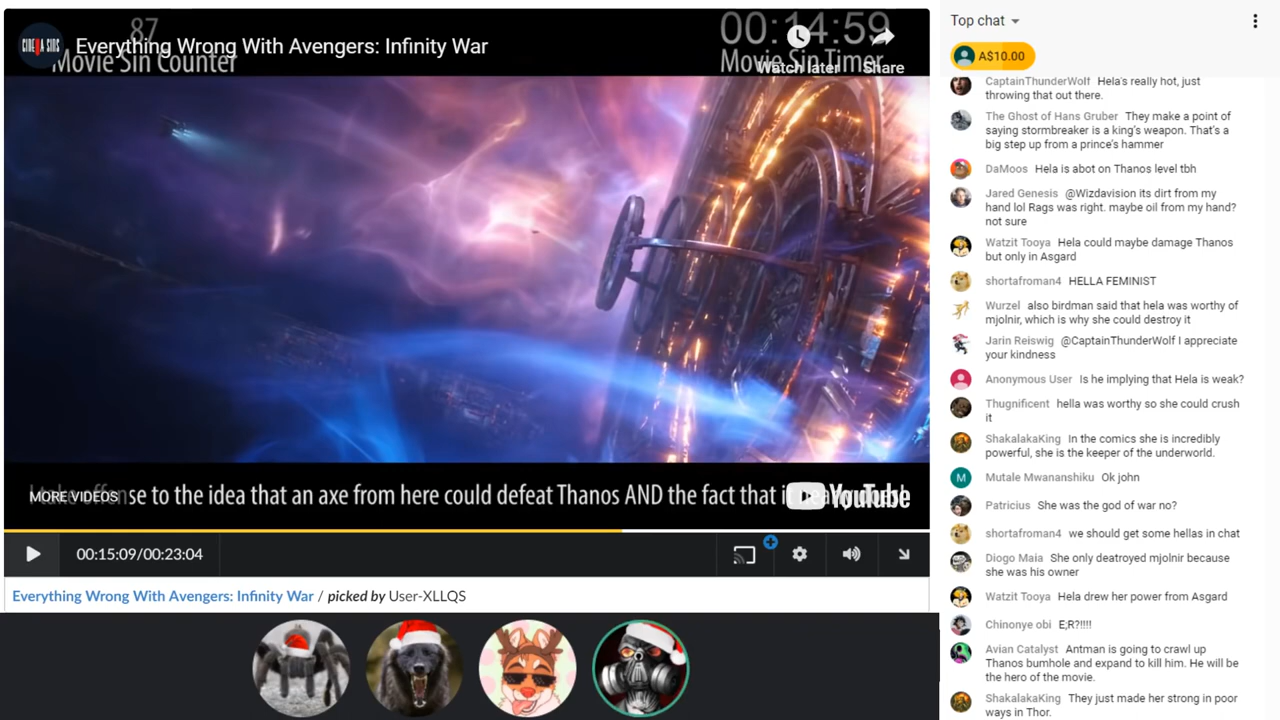 87
Movie Sin Counter
CINEMA SINS
Everything Wrong With Avengers: Infinity War
00:14:59
Movie Sin Timer
Watch later
Share
MORE VIDEOS
se to the idea that an axe from here could defeat Thanos AND the fact that it
YouTube
00:15:09/00:23:04
Everything Wrong With Avengers: Infinity War / picked by User-XLLQS
Top chat
A$10.00
CaptainThunderWolf Hela's really hot, just
throwing that out there.
The Ghost of Hans Gruber They make a point of
saying stormbreaker is a king's weapon. That's a
big step up from a prince's hammer
DaMoos Hela is abot on Thanos level tbh
Jared Genesis @Wizdavision its dirt from my
hand lol Rags was right. maybe oil from my hand?
not sure
Watzit Tooya Hela could maybe damage Thanos
but only in Asgard
shortafroman4 HELLA FEMINIST
Wurzel also birdman said that hela was worthy of
mjolnir, which is why she could destroy it
Jarin Reiswig @CaptainThunderWolf I appreciate
your kindness
Anonymous User Is he implying that Hela is weak?
Thugnificent hella was worthy so she could crush
it
ShakalakaKing In the comics she is incredibly
powerful, she is the keeper of the underworld.
M
Mutale Mwananshiku Ok john
Patricius She was the god of war no?
shortafroman4 we should get some hellas in chat
Diogo Maia She only deatroyed mjolnir because
she was his owner
Watzit Tooya Hela drew her power from Asgard
Chinonye obi E;R?!!!!
Avian Catalyst Antman is going to crawl up
Thanos bumhole and expand to kill him. He will be
the hero of the movie.
ShakalakaKing They just made her strong in poor
ways in Thor.